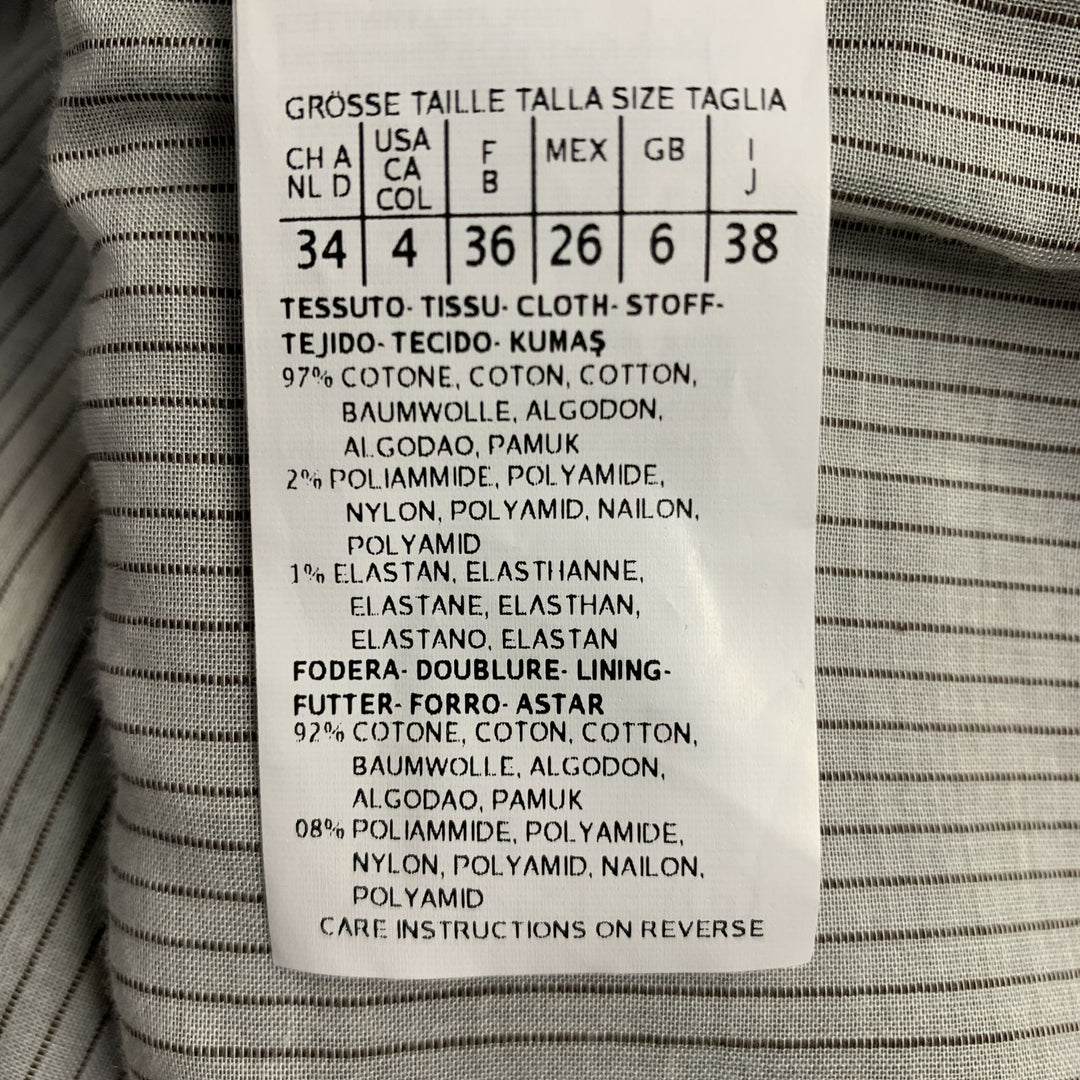 GRÖSSE TAILLE TALLA SIZE TAGLIA
CH A NL D USA CA COL F B MEX GB I J
34 4 36 26 6 38
TESSUTO- TISSU- CLOTH- STOFF-
TEJIDO- TECIDO- KUMAŞ
97% COTONE, COTON, COTTON,
BAUMWOLLE, ALGODON,
ALGODAO, PAMUK
2% POLIAMMIDE, POLYAMIDE,
NYLON, POLYAMID, NAILON,
POLYAMID
1% ELASTAN, ELASTHANNE,
ELASTANE, ELASTHAN,
ELASTANO, ELASTAN
FODERA- DOUBLURE- LINING-
FUTTER- FORRO- ASTAR
92% COTONE, COTON, COTTON,
BAUMWOLLE, ALGODON,
ALGODAO, PAMUK
08% POLIAMMIDE, POLYAMIDE,
NYLON, POLYAMID, NAILON,
POLYAMID
CARE INSTRUCTIONS ON REVERSE